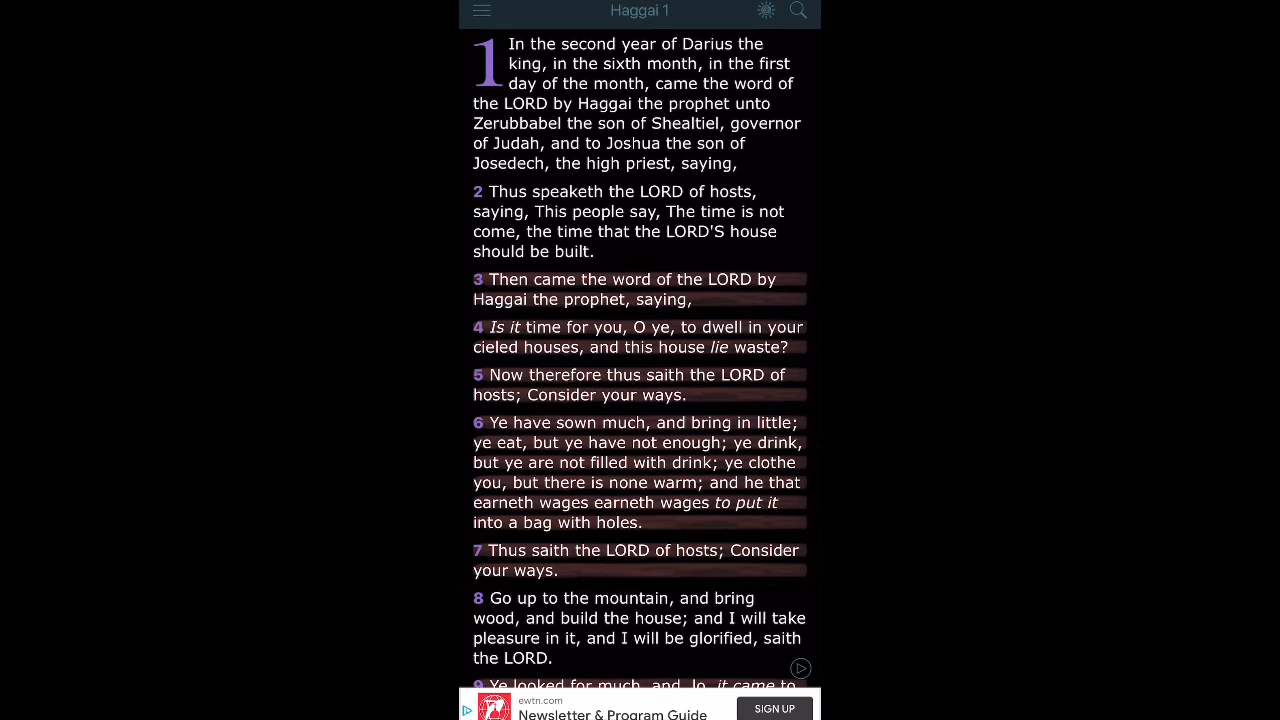 Haggai 1
1 In the second year of Darius the
king, in the sixth month, in the first
day of the month, came the word of
the LORD by Haggai the prophet unto
Zerubbabel the son of Shealtiel, governor
of Judah, and to Joshua the son of
Josedech, the high priest, saying,
2 Thus speaketh the LORD of hosts,
saying, This people say, The time is not
come, the time that the LORD'S house
should be built.
3 Then came the word of the LORD by
Haggai the prophet, saying,
4 Is it time for you, O ye, to dwell in your
cieled houses, and this house lie waste?
5 Now therefore thus saith the LORD of
hosts; Consider your ways.
6 Ye have sown much, and bring in little;
ye eat, but ye have not enough; ye drink,
but ye are not filled with drink; ye clothe
you, but there is none warm; and he that
earneth wages earneth wages to put it
into a bag with holes.
7 Thus saith the LORD of hosts; Consider
your ways.
8 Go up to the mountain, and bring
wood, and build the house; and I will take
pleasure in it, and I will be glorified, saith
the LORD.
9 Ye looked for much, and, lo, it came to
ewtn.com
Newsletter & Program Guide
SIGN UP